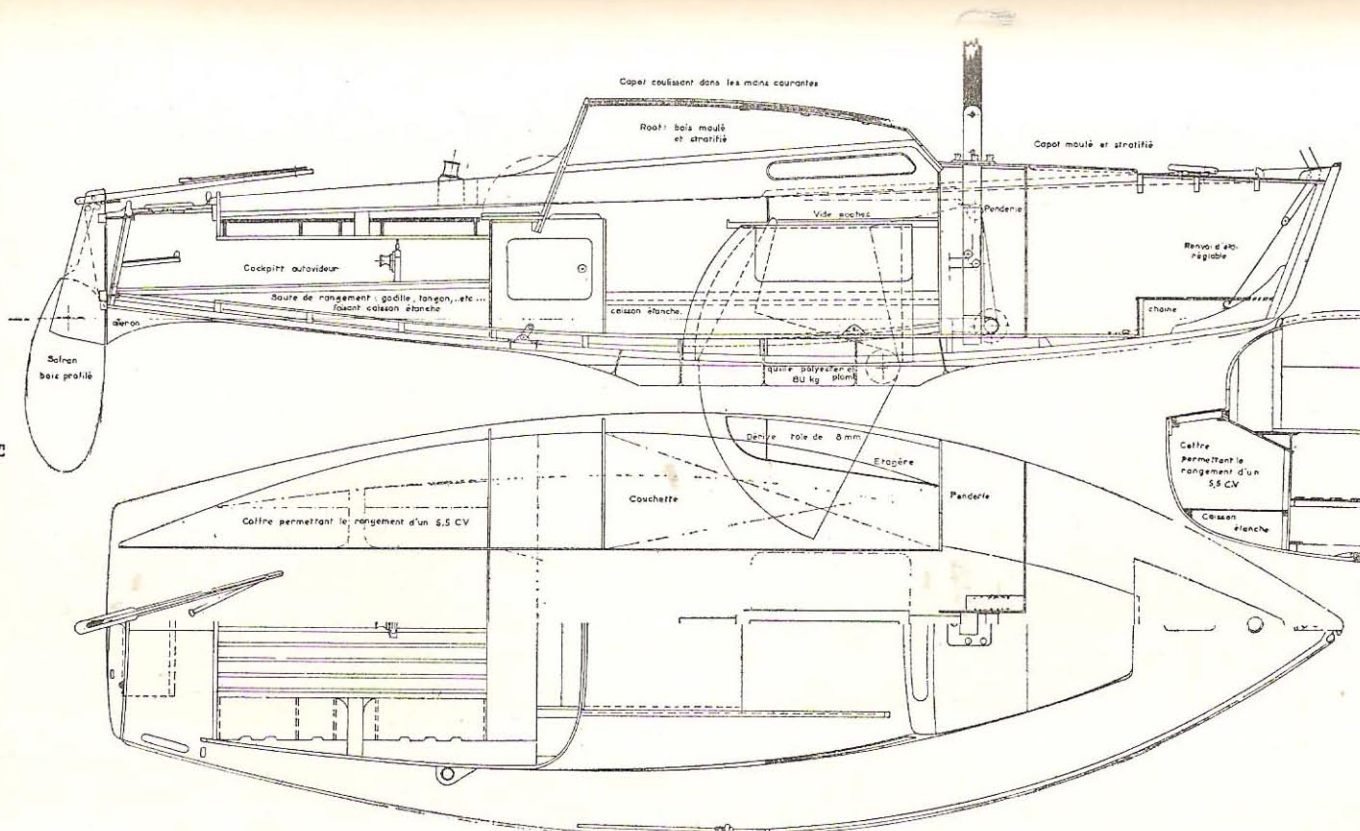 Capot coulissant dans les mains courantes
Roof: bois moulé
et stratifié
Capot moulé et stratifié
Vide poches
Penderie
Renvoi d'étai
réglable
Cockpitt autovideur
Soute de rangement : godille, tangon,..etc ...
faisant caisson étanche
caisson étanche.
chaine
aileron
Safran
bois profilé
quille polyester et
80 kg plomb
Dérive tole de 8 mm
Etagère
Couchette
Penderie
Coffre permettant le rangement d'un 5,5 CV
Coffre
permettant le
rangement d'un
5,5 CV
Caisson
étanche